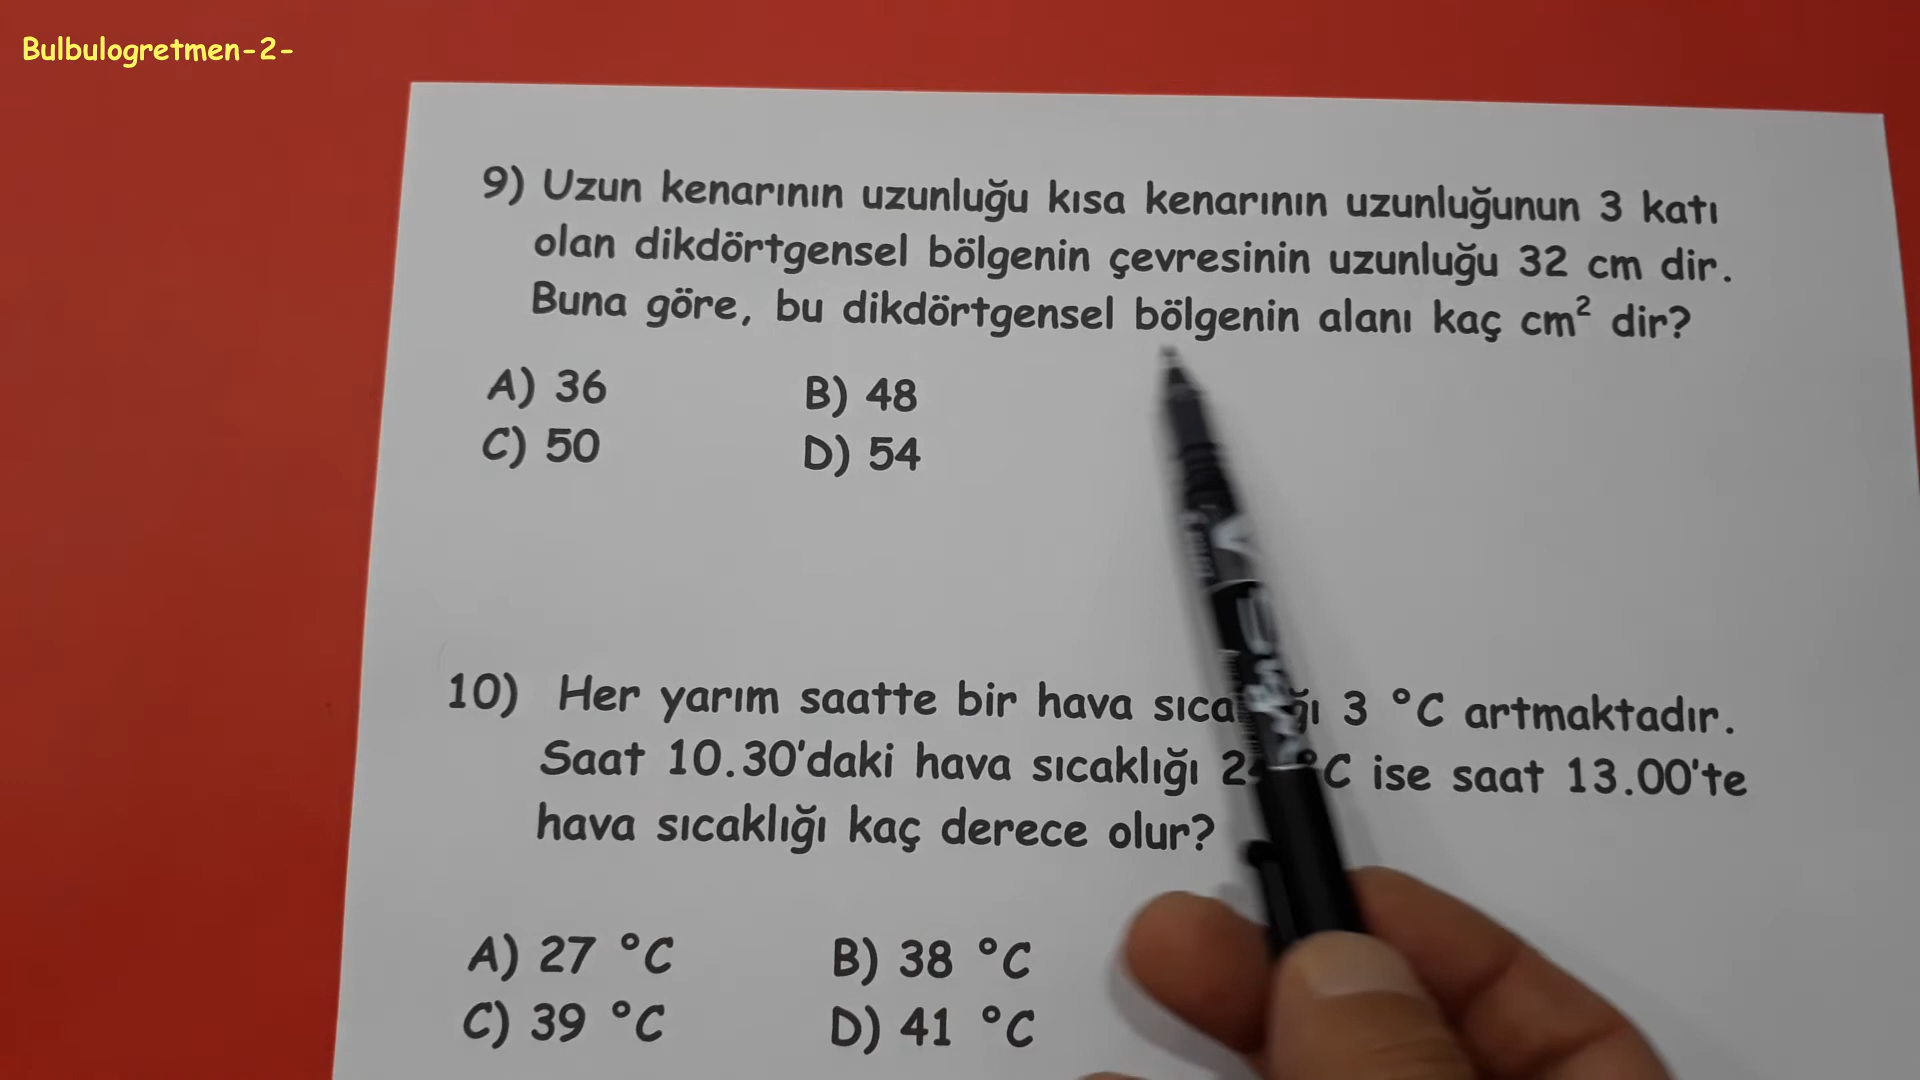 Bulbulogretmen-2-
9) Uzun kenarının uzunluğu kısa kenarının uzunluğunun 3 katı
olan dikdörtgensel bölgenin çevresinin uzunluğu 32 cm dir.
Buna göre, bu dikdörtgensel bölgenin alanı kaç cm² dir?
A) 36 B) 48
C) 50 D) 54
10) Her yarım saatte bir hava 3 °C artmaktadır.
Saat 10.30'daki hava sıcaklığı °C ise saat 13.00'te
hava sıcaklığı kaç derece olur?
A) 27 °C B) 38 °C
C) 39 °C D) 41 °C